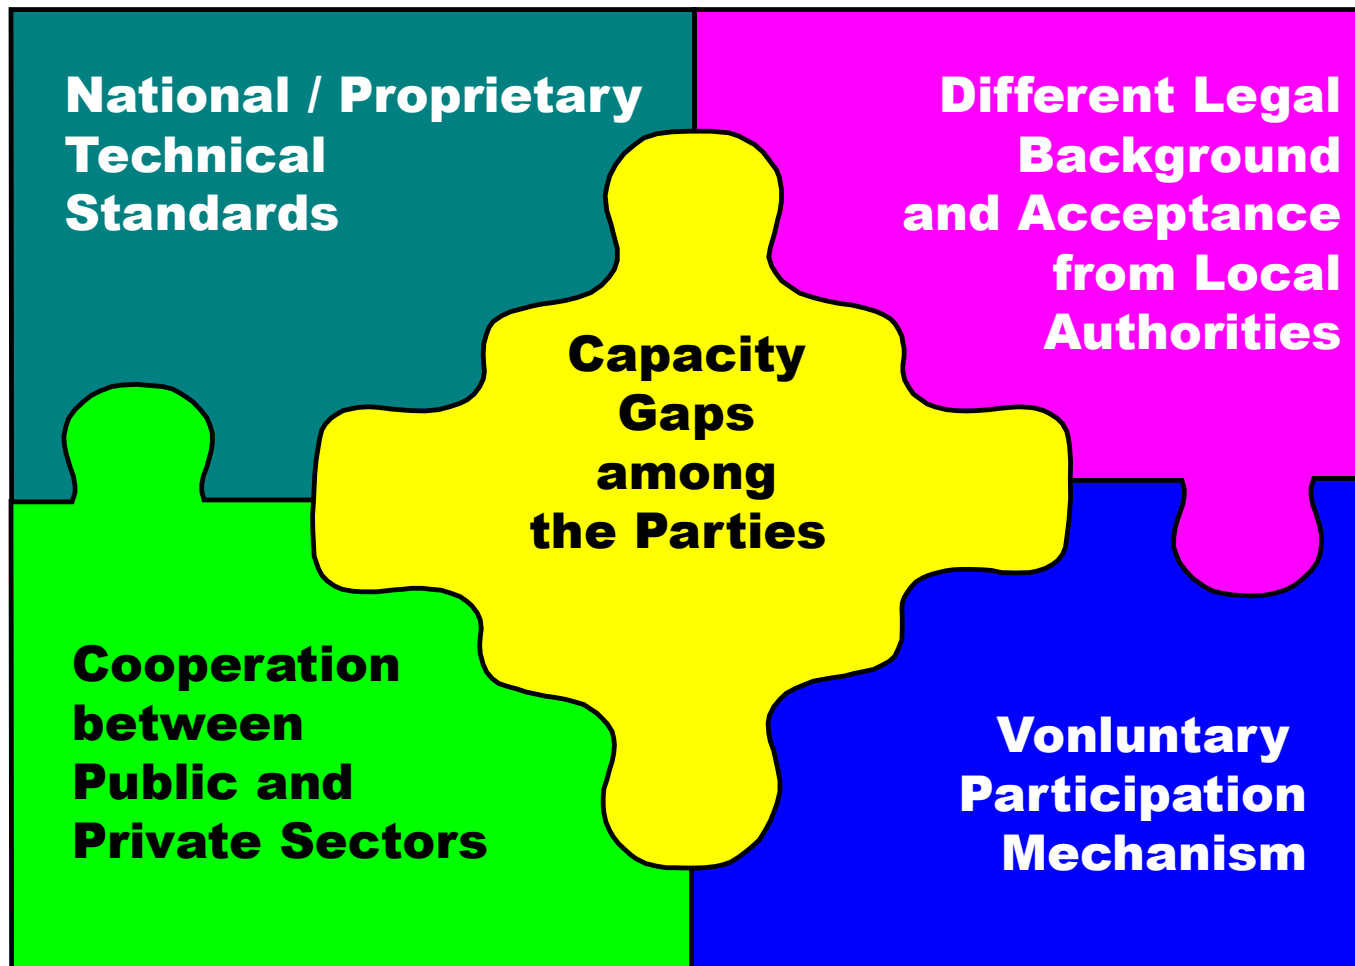 National / Proprietary
Technical
Standards
Different Legal
Background
and Acceptance
from Local
Authorities
Capacity
Gaps
among
the Parties
Cooperation
between
Public and
Private Sectors
Vonluntary
Participation
Mechanism